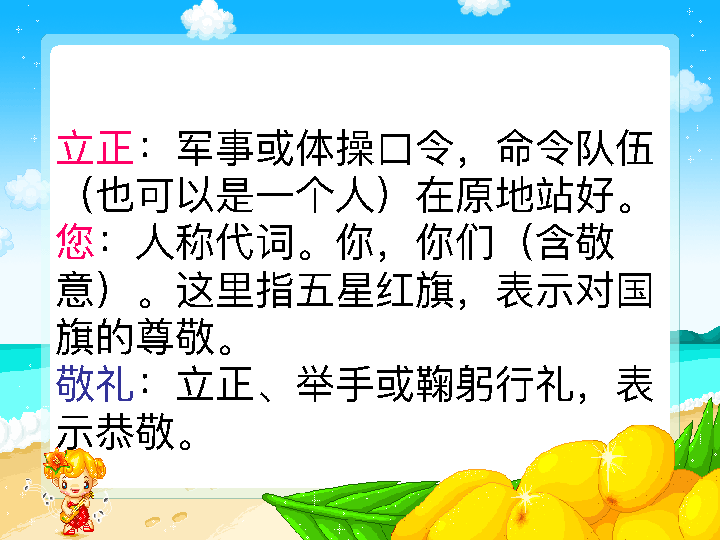 立正：军事或体操口令，命令队伍
（也可以是一个人）在原地站好。
您：人称代词。你，你们（含敬
意）。这里指五星红旗，表示对国
旗的尊敬。
敬礼：立正、举手或鞠躬行礼，表
示恭敬。